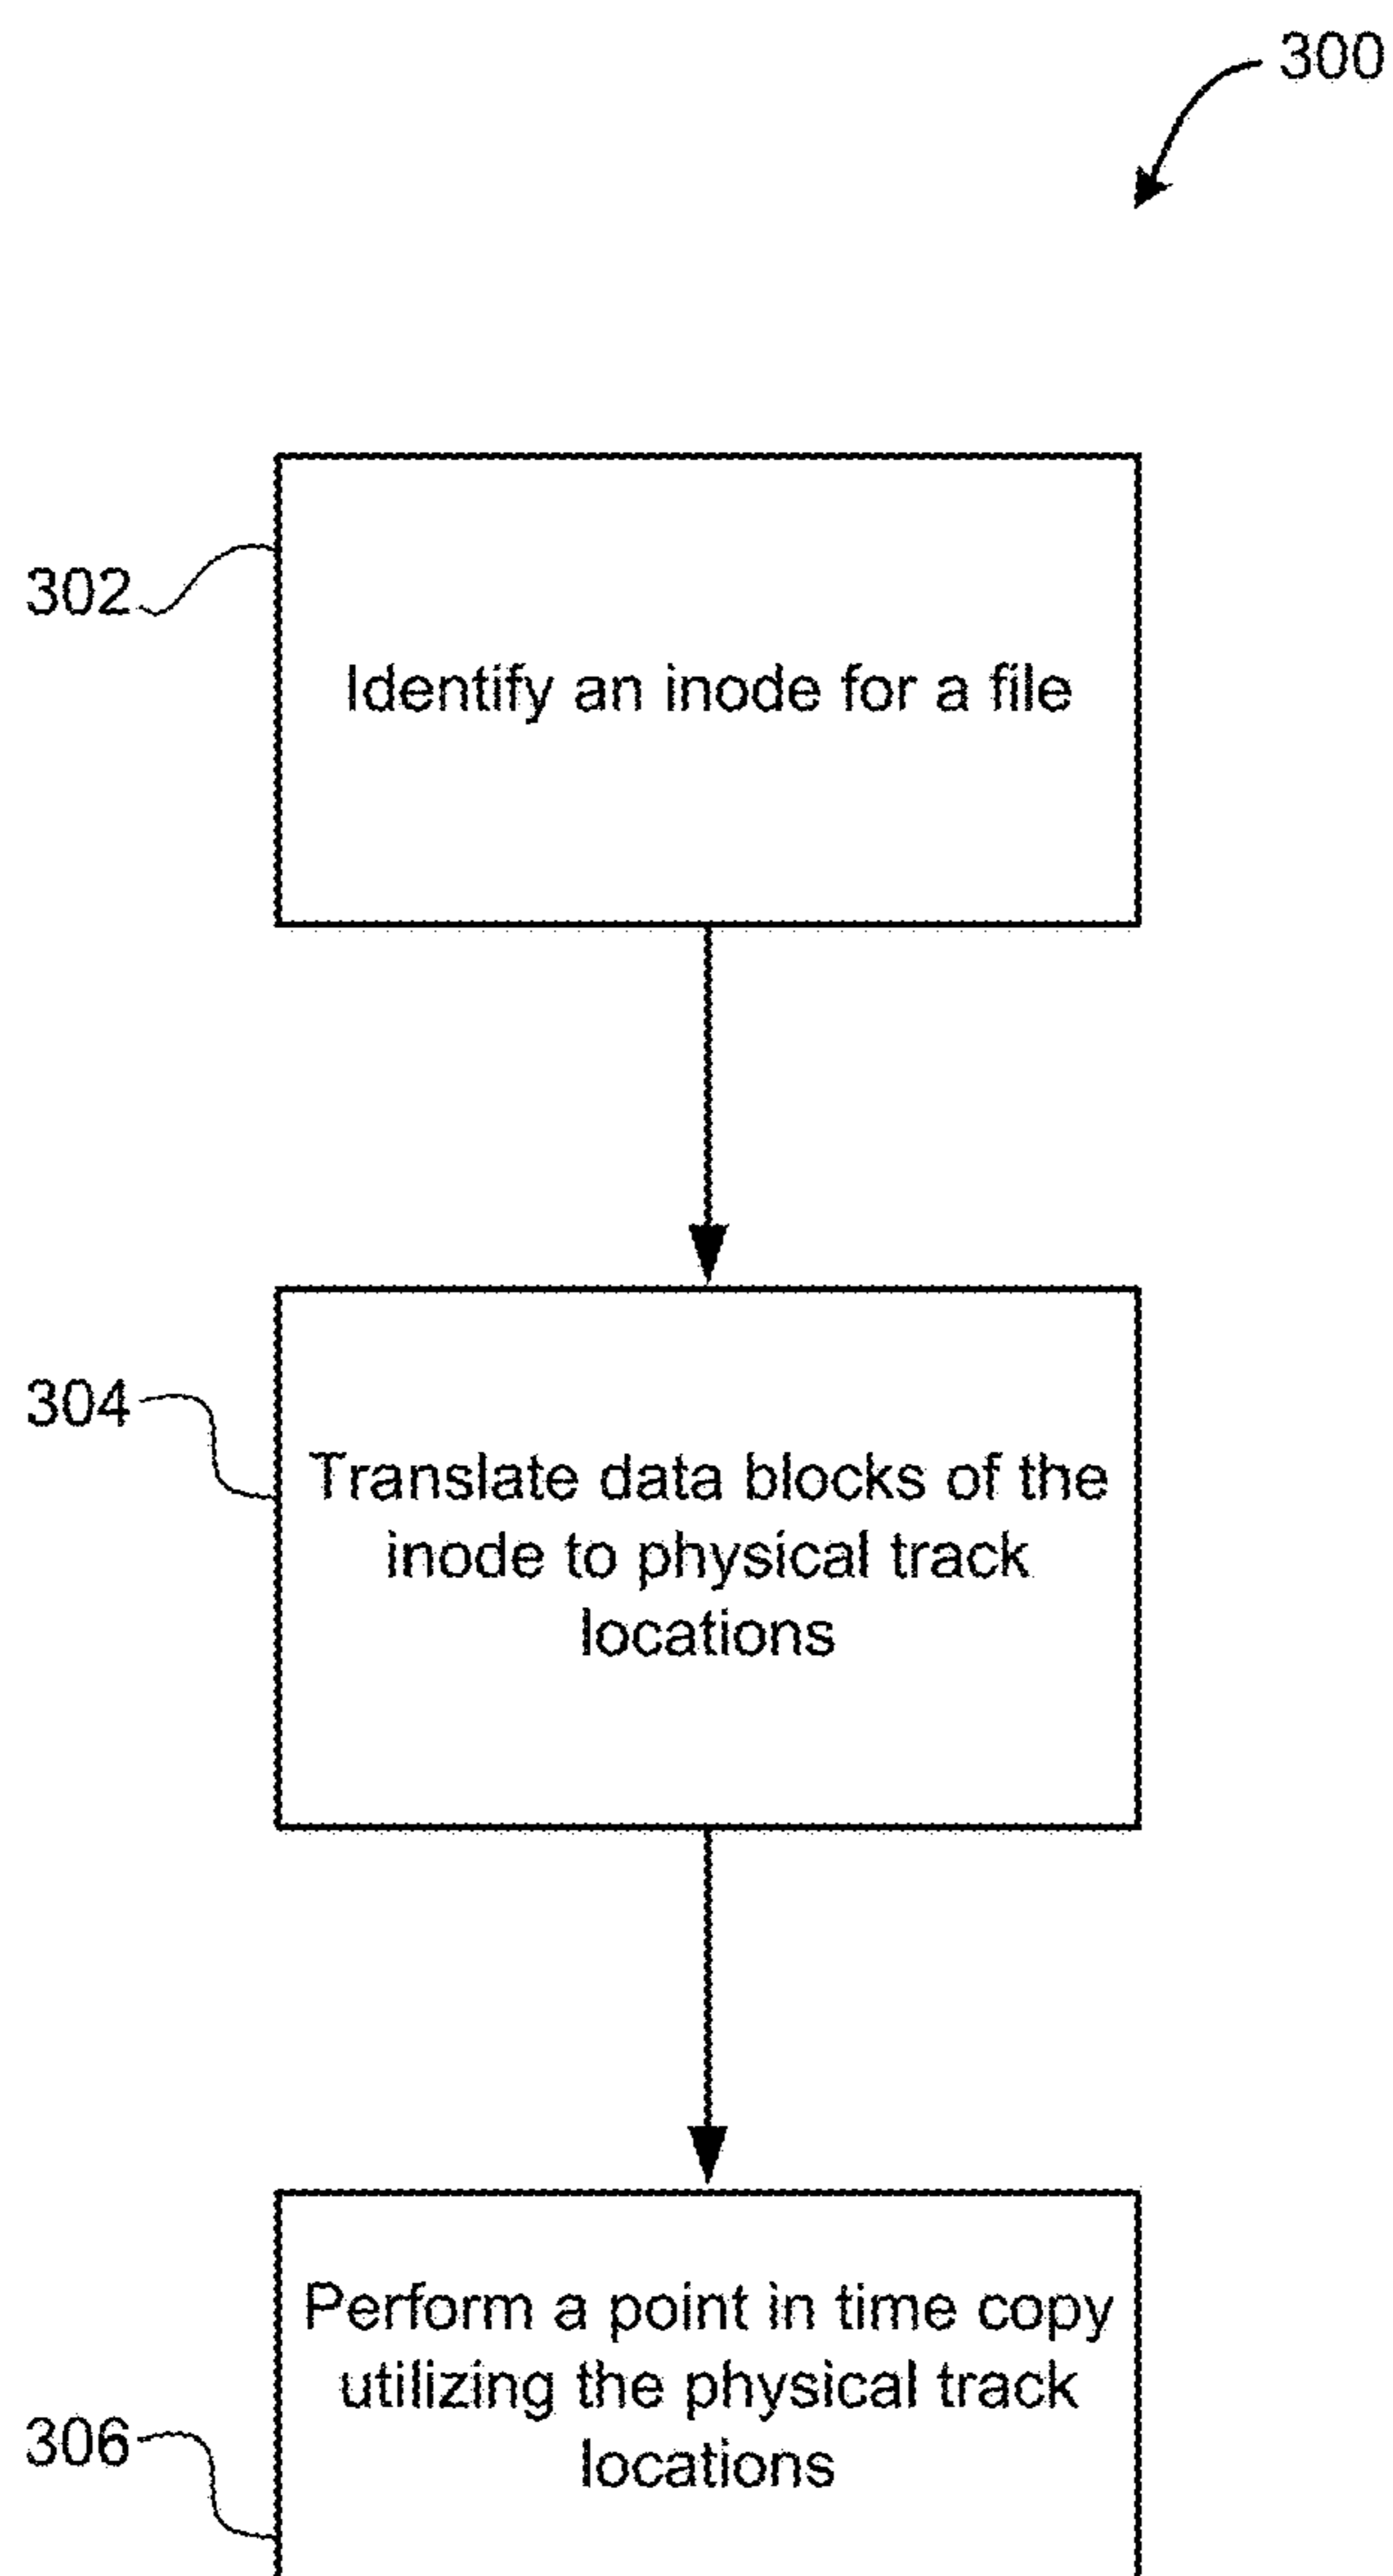 300
302
Identify an inode for a file
304
Translate data blocks of the
inode to physical track
locations
306
Perform a point in time copy
utilizing the physical track
locations